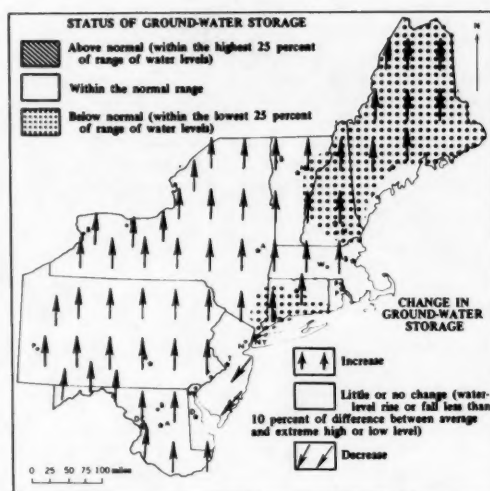 STATUS OF GROUND-WATER STORAGE
Above normal (within the highest 25 percent
of range of water levels)
Within the normal range
Below normal (within the lowest 25 percent
of range of water levels)
N
CHANGE IN
GROUND-WATER
STORAGE
Increase
Little or no change (water-
level rise or fall less than
10 percent of difference between average
and extreme high or low level)
Decrease
0 25 50 75 100 miles